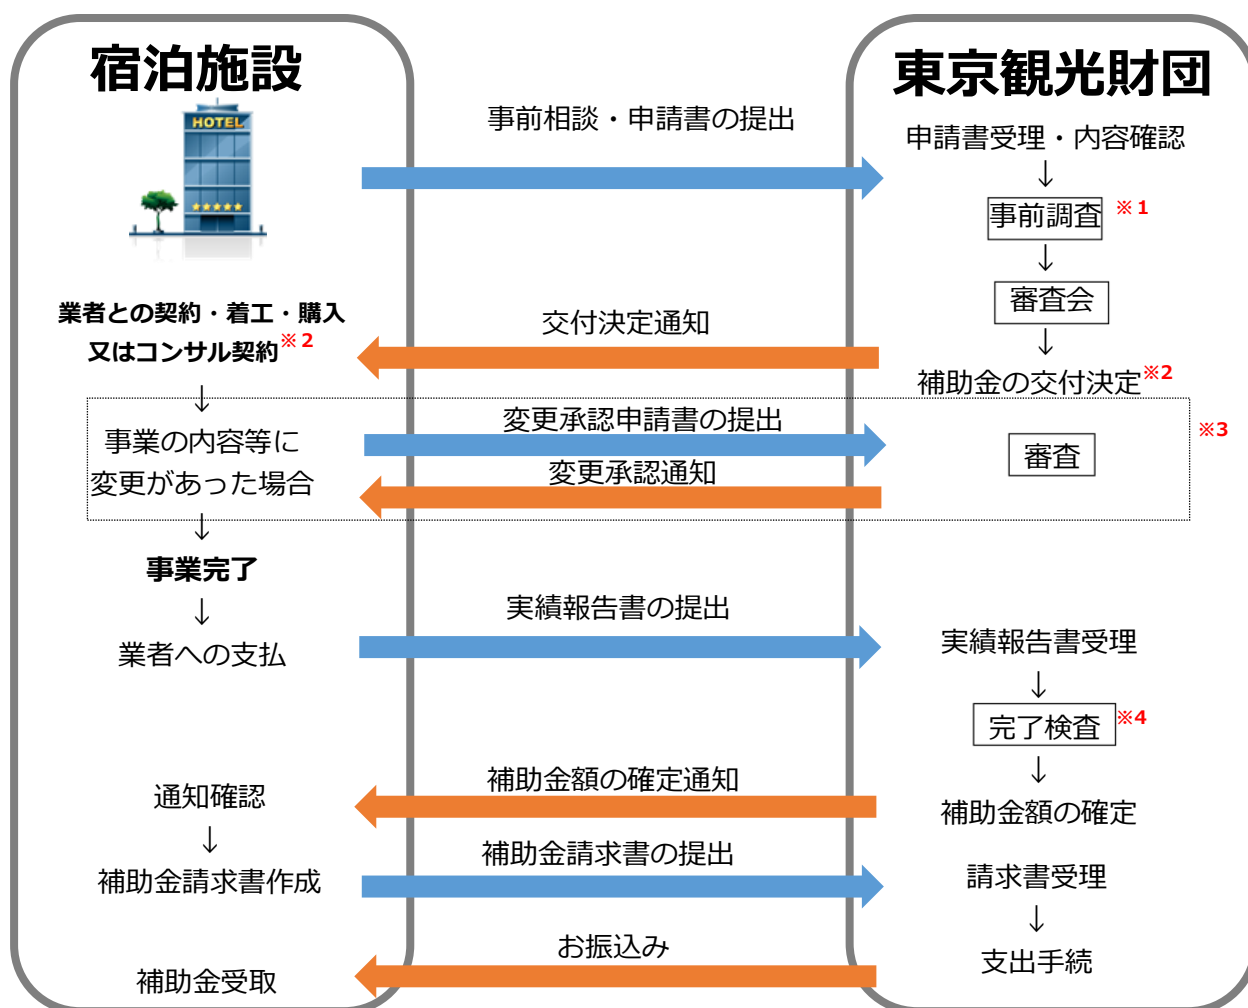 宿泊施設
東京観光財団
HOTEL
事前相談・申請書の提出
申請書受理・内容確認
↓
事前調査 ※1
↓
審査会
↓
補助金の交付決定※2
交付決定通知
業者との契約・着工・購入
又はコンサル契約※2
↓
事業の内容等に
変更があった場合
変更承認申請書の提出
変更承認通知
審査
※3
↓
事業完了
↓
業者への支払
実績報告書の提出
実績報告書受理
↓
完了検査※4
↓
補助金額の確定
補助金額の確定通知
通知確認
↓
補助金請求書作成
補助金請求書の提出
請求書受理
↓
支出手続
お振込み
補助金受取